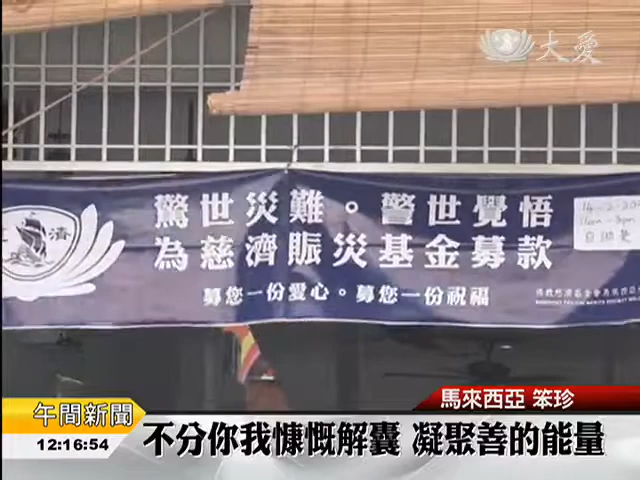 大愛
驚世災難。警世覺悟
為慈濟賑災基金募款
募您一份愛心。募您一份祝福
濟
馬來西亞 笨珍
午間新聞
12:16:54
不分你我慷慨解囊 凝聚善的能量